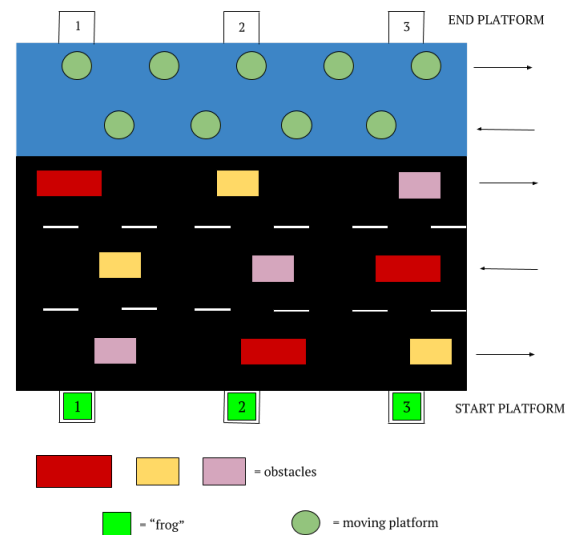 1 2 3 END PLATFORM
1 2 3 START PLATFORM
= obstacles
= “frog” = moving platform